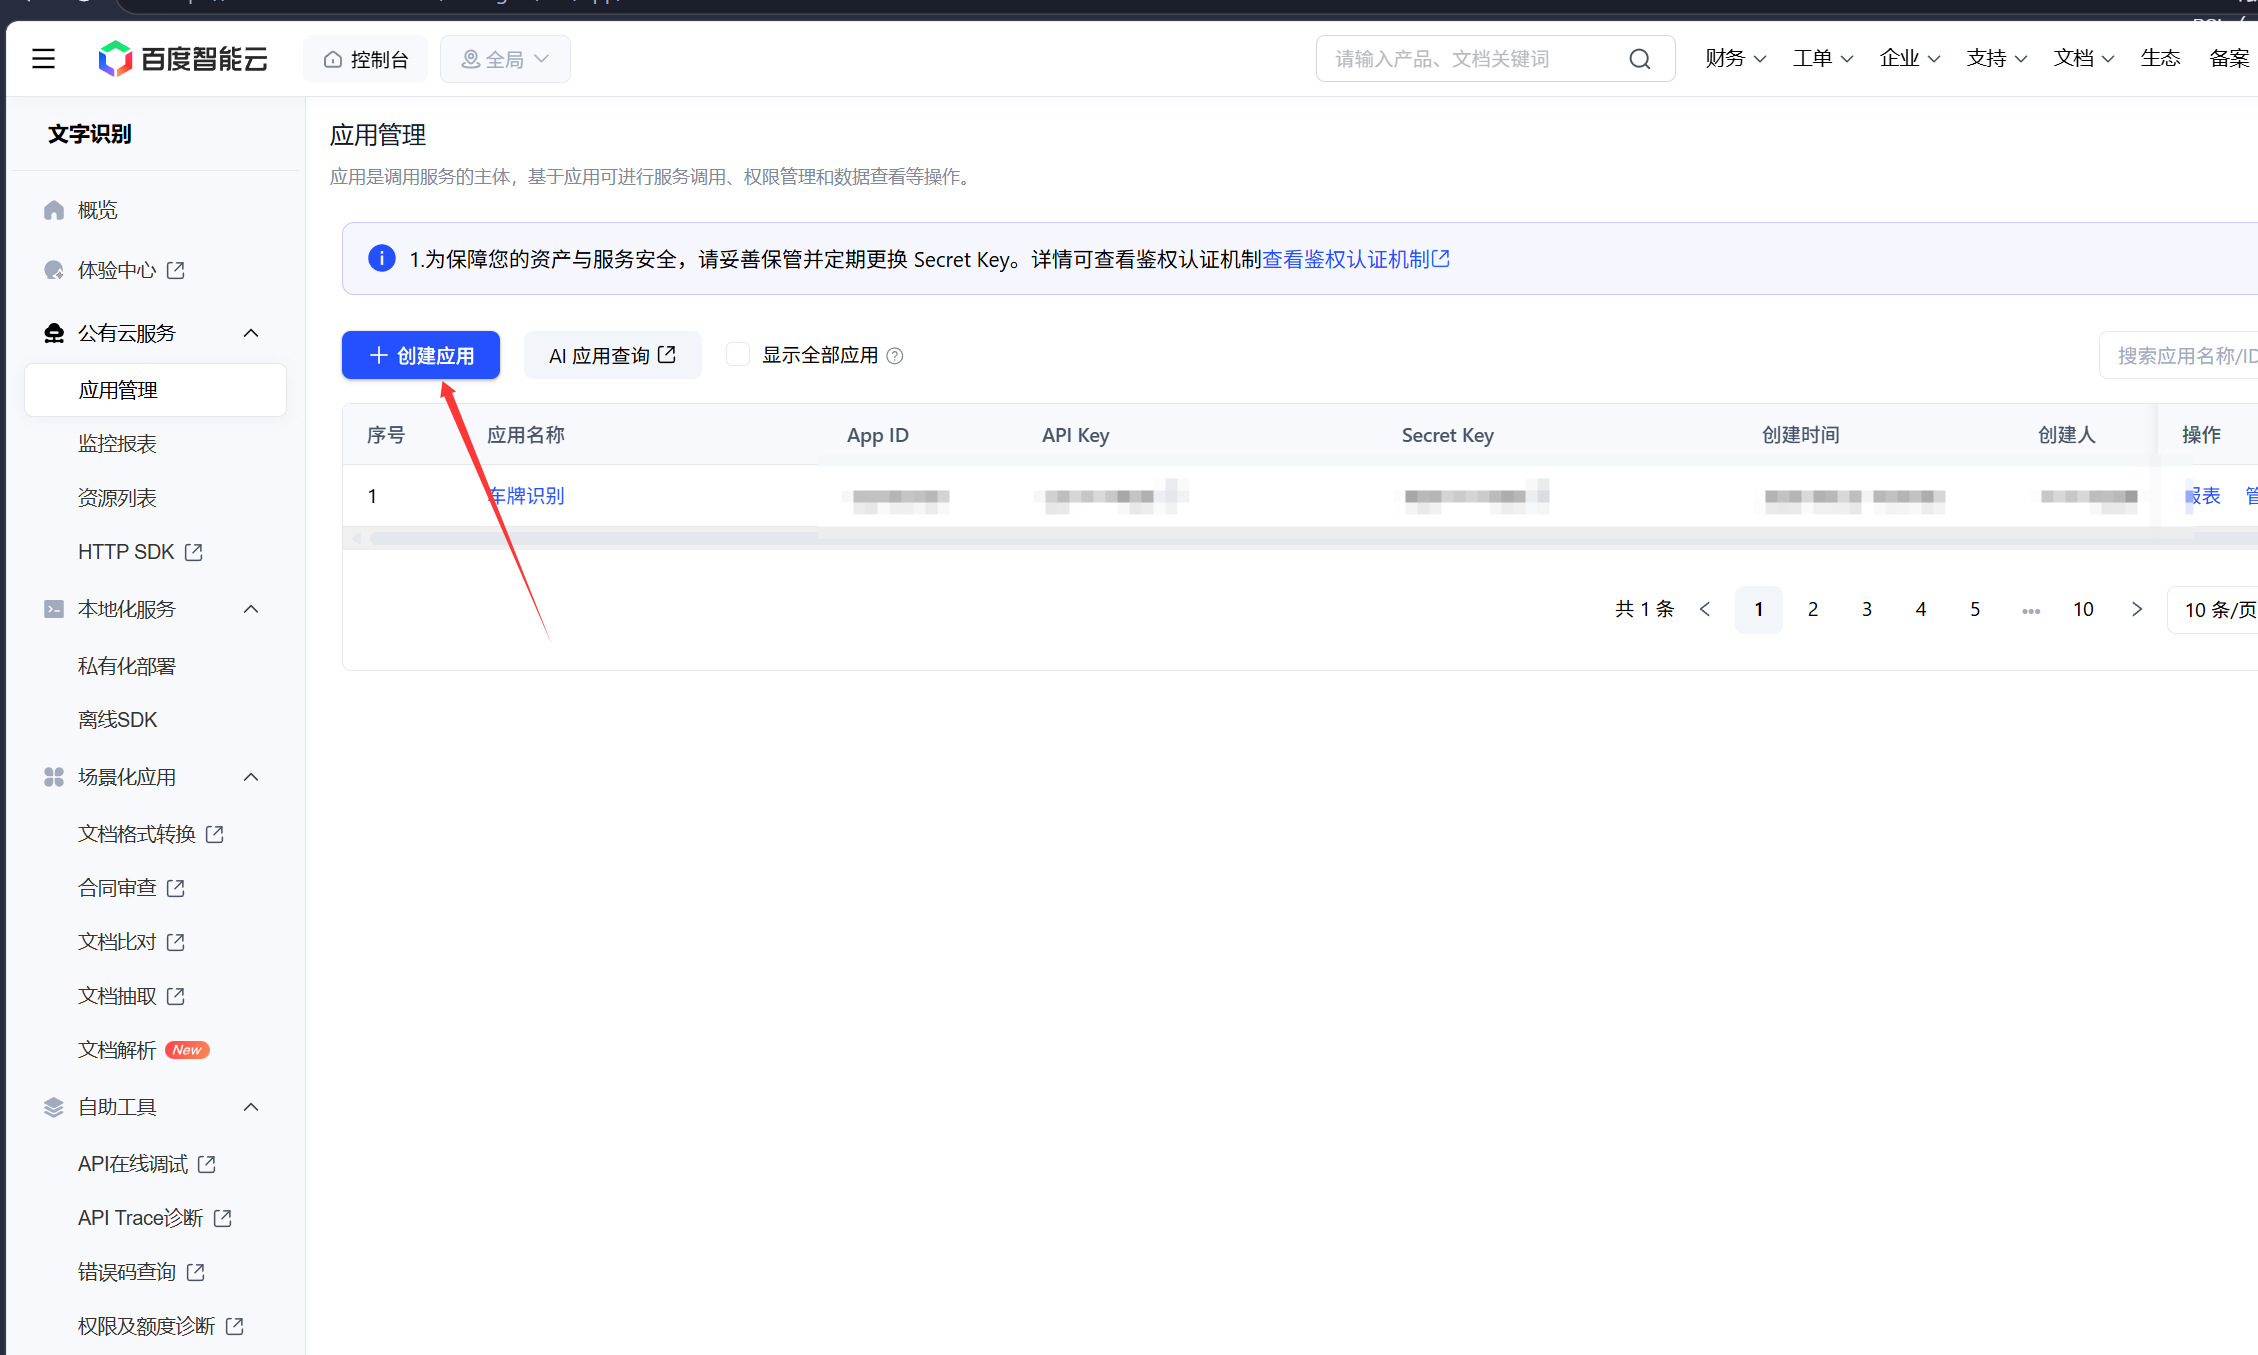 百度智能云
控制台
全局
请输入产品、文档关键词
财务
工单
企业
支持
文档
生态
备案
文字识别
概览
体验中心
公有云服务
应用管理
监控报表
资源列表
HTTP SDK
本地化服务
私有化部署
离线SDK
场景化应用
文档格式转换
合同审查
文档比对
文档抽取
文档解析 New
自助工具
API在线调试
API Trace诊断
错误码查询
权限及额度诊断
应用管理
应用是调用服务的主体，基于应用可进行服务调用、权限管理和数据查看等操作。
1.为保障您的资产与服务安全，请妥善保管并定期更换 Secret Key。详情可查看鉴权认证机制查看鉴权认证机制
创建应用
AI 应用查询
显示全部应用
搜索应用名称/ID
序号 应用名称 App ID API Key Secret Key 创建时间 创建人 操作
1 车牌识别 报表
共 1 条 1 2 3 4 5 ••• 10 10 条/页